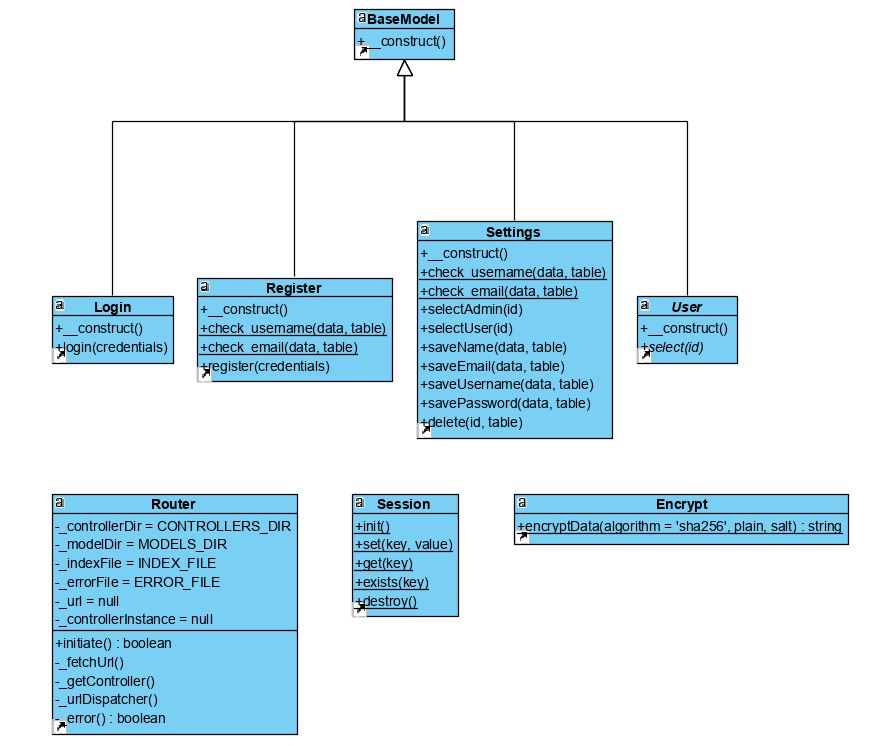 BaseModel
+__construct()
Login
+__construct()
+login(credentials)
Register
+__construct()
+check_username(data, table)
+check_email(data, table)
+register(credentials)
Settings
+__construct()
+check_username(data, table)
+check_email(data, table)
+selectAdmin(id)
+selectUser(id)
+saveName(data, table)
+saveEmail(data, table)
+saveUsername(data, table)
+savePassword(data, table)
+delete(id, table)
User
+__construct()
+select(id)
Router
-_controllerDir = CONTROLLERS_DIR
-_modelDir = MODELS_DIR
-_indexFile = INDEX_FILE
-_errorFile = ERROR_FILE
-_url = null
-_controllerInstance = null
+initiate() : boolean
-_fetchUrl()
-_getController()
-_urlDispatcher()
-_error() : boolean
Session
+init()
+set(key, value)
+get(key)
+exists(key)
+destroy()
Encrypt
+encryptData(algorithm = 'sha256', plain, salt) : string